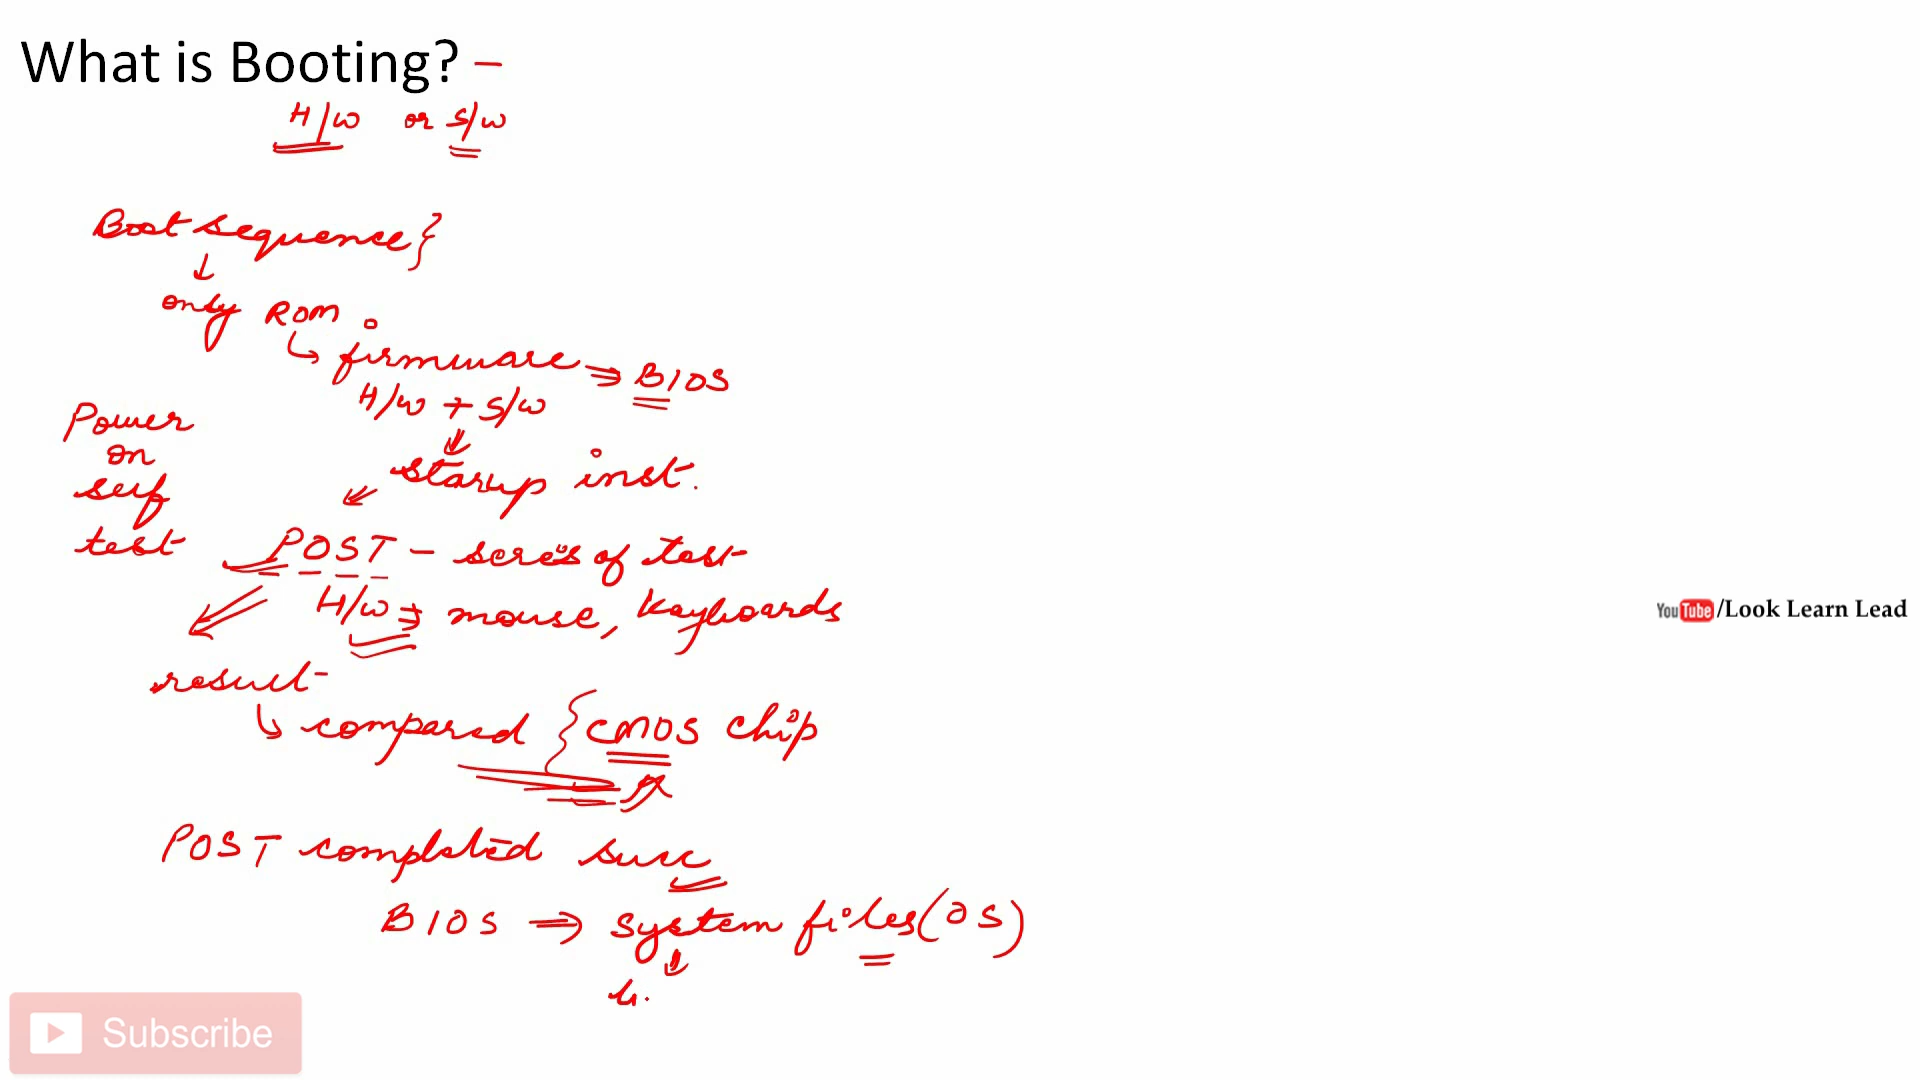 What is Booting? –
H/W or S/W
Boot sequence}
only ROM
firmware ⇒ BIOS
H/W + S/W
starup inst.
Power
on
self
test
POST – series of test
H/W ⇒ mouse, keyboards
result
compared {CMOS chip
POST completed succ
BIOS ⇒ system files (OS)
YouTube/Look Learn Lead
Subscribe